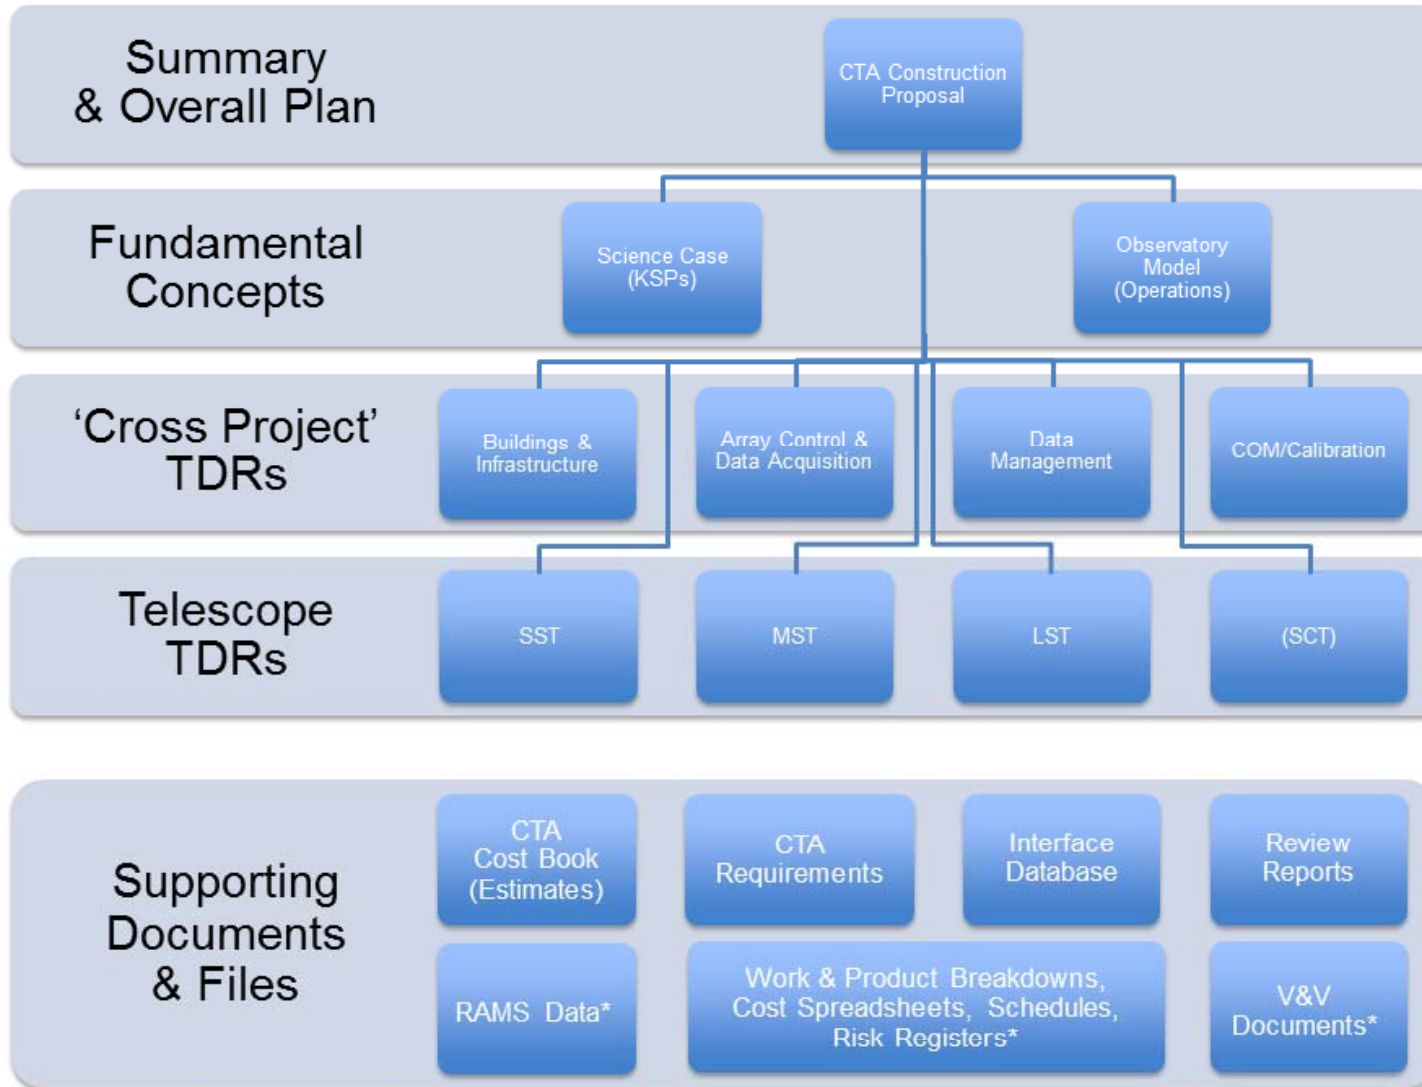 Summary
& Overall Plan
CTA Construction
Proposal
Fundamental
Concepts
Science Case
(KSPs)
Observatory
Model
(Operations)
‘Cross Project’
TDRs
Buildings &
Infrastructure
Array Control &
Data Acquisition
Data
Management
COM/Calibration
Telescope
TDRs
SST
MST
LST
(SCT)
Supporting
Documents
& Files
CTA
Cost Book
(Estimates)
CTA
Requirements
Interface
Database
Review
Reports
RAMS Data*
Work & Product Breakdowns,
Cost Spreadsheets, Schedules,
Risk Registers*
V&V
Documents*